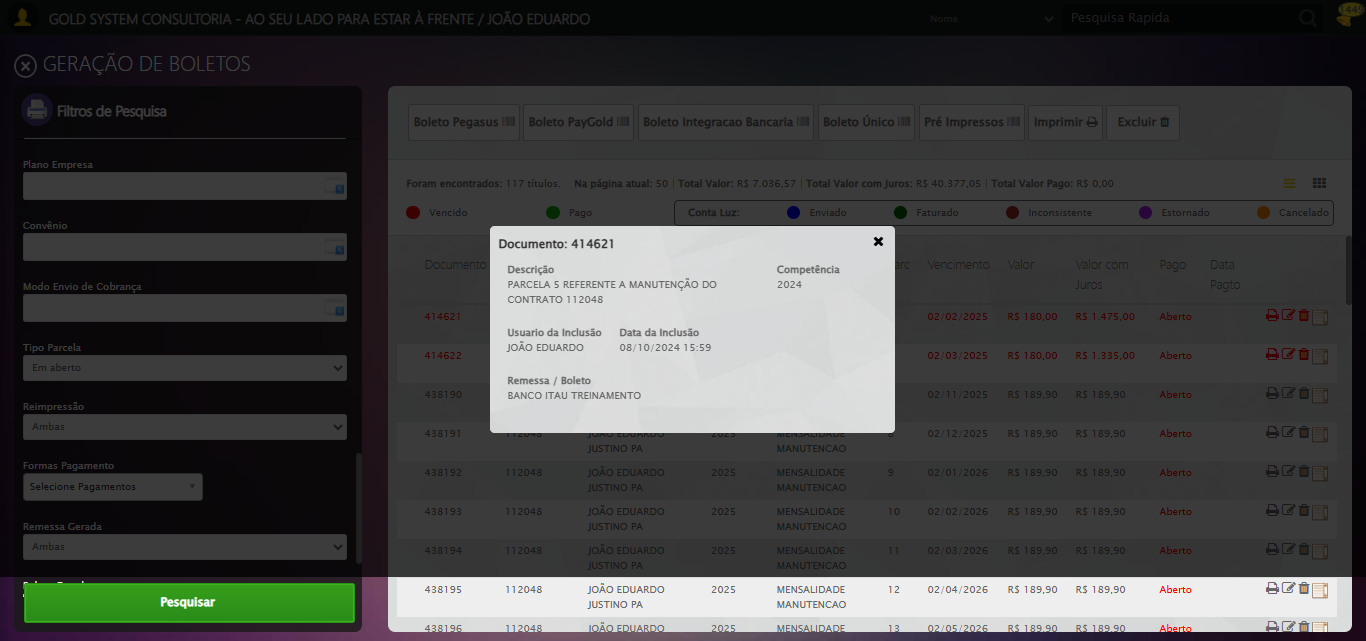 GOLD SYSTEM CONSULTORIA - AO SEU LADO PARA ESTAR À FRENTE / JOÃO EDUARDO
Nome
Pesquisa Rapida
GERAÇÃO DE BOLETOS
Filtros de Pesquisa
Plano Empresa
Convênio
Modo Envio de Cobrança
Tipo Parcela
Em aberto
Reimpressão
Ambas
Formas Pagamento
Selecione Pagamentos
Remessa Gerada
Ambas
Pesquisar
Boleto Pegasus
Boleto PayGold
Boleto Integracao Bancaria
Boleto Único
Pré Impressos
Imprimir
Excluir
Foram encontrados: 117 títulos. Na página atual: 50 | Total Valor: R$ 7.036,57 | Total Valor com Juros: R$ 40.377,05 | Total Valor Pago: R$ 0,00
Vencido Pago Conta Luz: Enviado Faturado Inconsistente Estornado Cancelado
Documento Vencimento Valor Valor com Pago Data
Juros Pagto
Documento: 414621
Descrição Competência
PARCELA 5 REFERENTE A MANUTENÇÃO DO 2024
CONTRATO 112048
Usuario da Inclusão Data da Inclusão
JOÃO EDUARDO 08/10/2024 15:59
Remessa / Boleto
BANCO ITAU TREINAMENTO
414621 02/02/2025 R$ 180,00 R$ 1.475,00 Aberto
414622 02/03/2025 R$ 180,00 R$ 1.335,00 Aberto
438190 02/11/2025 R$ 189,90 R$ 189,90 Aberto
438191 112048 JOÃO EDUARDO 2025 MENSALIDADE 8 02/12/2025 R$ 189,90 R$ 189,90 Aberto
JUSTINO PA MANUTENCAO
438192 112048 JOÃO EDUARDO 2025 MENSALIDADE 9 02/01/2026 R$ 189,90 R$ 189,90 Aberto
JUSTINO PA MANUTENCAO
438193 112048 JOÃO EDUARDO 2025 MENSALIDADE 10 02/02/2026 R$ 189,90 R$ 189,90 Aberto
JUSTINO PA MANUTENCAO
438194 112048 JOÃO EDUARDO 2025 MENSALIDADE 11 02/03/2026 R$ 189,90 R$ 189,90 Aberto
JUSTINO PA MANUTENCAO
438195 112048 JOÃO EDUARDO 2025 MENSALIDADE 12 02/04/2026 R$ 189,90 R$ 189,90 Aberto
JUSTINO PA MANUTENCAO
438196 112048 JOÃO EDUARDO 2025 MENSALIDADE 13 02/05/2026 R$ 189,90 R$ 189,90 Aberto